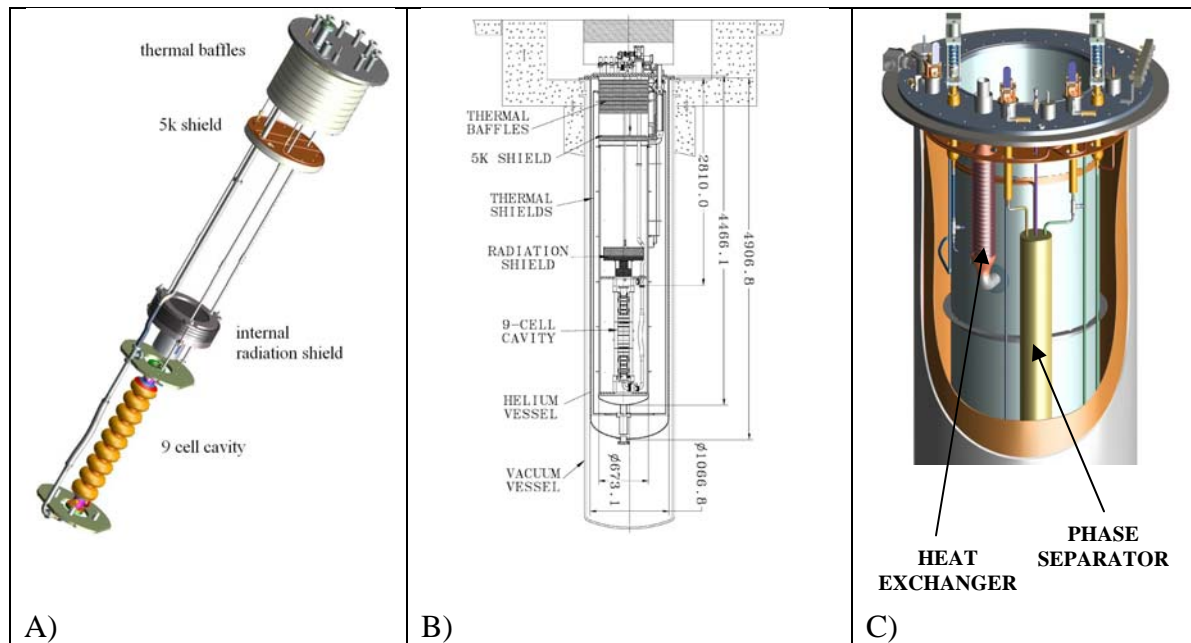 thermal baffles
5k shield
internal
radiation shield
9 cell cavity
A)
THERMAL
BAFFLES
5K SHIELD
THERMAL
SHIELDS
RADIATION
SHIELD
9-CELL
CAVITY
HELIUM
VESSEL
VACUUM
VESSEL
2810.0
4466.1
4906.8
ø673.1
ø1066.8
B)
HEAT
EXCHANGER
PHASE
SEPARATOR
C)